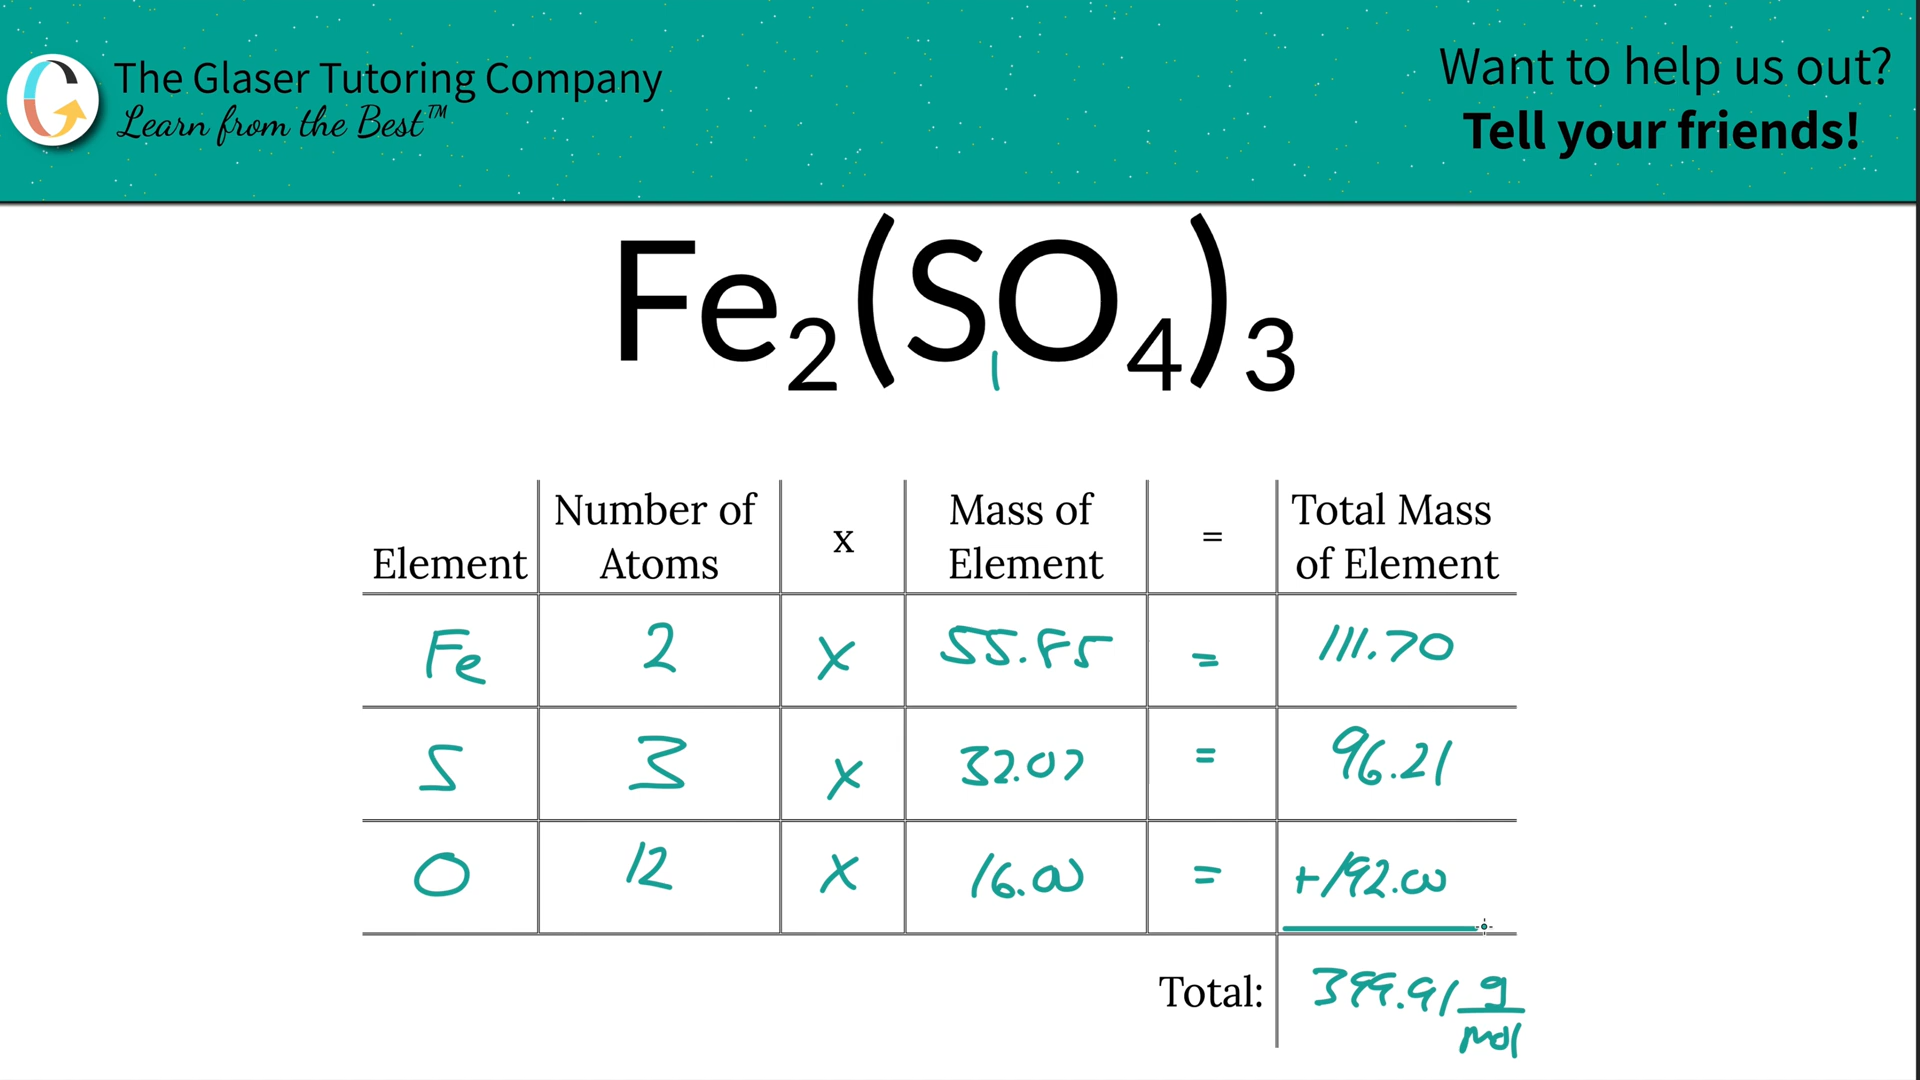 The Glaser Tutoring Company
Learn from the Best™
Want to help us out?
Tell your friends!
Fe₂(SO₄)₃
1
Element | Number of Atoms | x | Mass of Element | = | Total Mass of Element
Fe | 2 | x | 55.85 | = | 111.70
S | 3 | x | 32.07 | = | 96.21
O | 12 | x | 16.00 | = | +192.00
Total: 399.91 g/mol